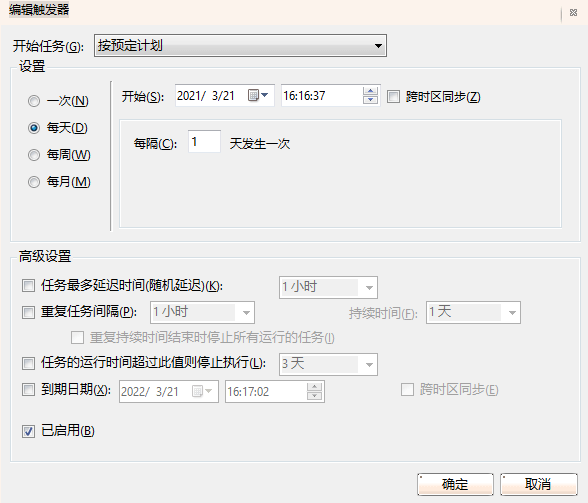 编辑触发器
开始任务(G): 按预定计划
设置
一次(N)
每天(D)
每周(W)
每月(M)
开始(S): 2021/ 3/21 16:16:37 跨时区同步(Z)
每隔(C): 1 天发生一次
高级设置
任务最多延迟时间(随机延迟)(K): 1 小时
重复任务间隔(P): 1 小时 持续时间(F): 1 天
重复持续时间结束时停止所有运行的任务(I)
任务的运行时间超过此值则停止执行(L): 3 天
到期日期(X): 2022/ 3/21 16:17:02 跨时区同步(E)
已启用(B)
确定 取消